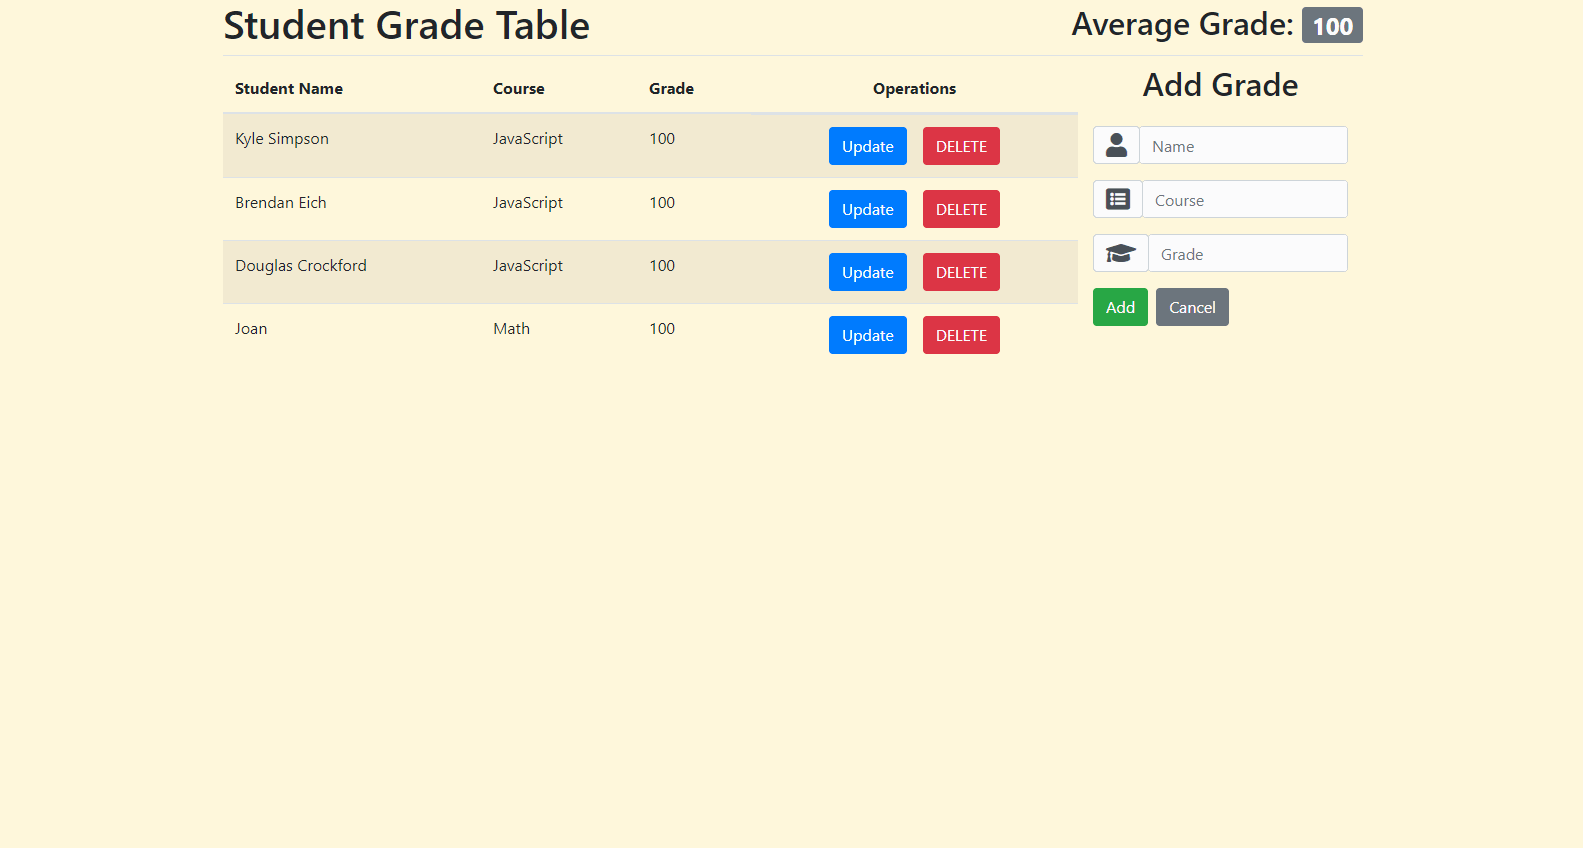 Student Grade Table
Average Grade: 100
Student Name Course Grade Operations
Kyle Simpson JavaScript 100 Update DELETE
Brendan Eich JavaScript 100 Update DELETE
Douglas Crockford JavaScript 100 Update DELETE
Joan Math 100 Update DELETE
Add Grade
Name
Course
Grade
Add Cancel